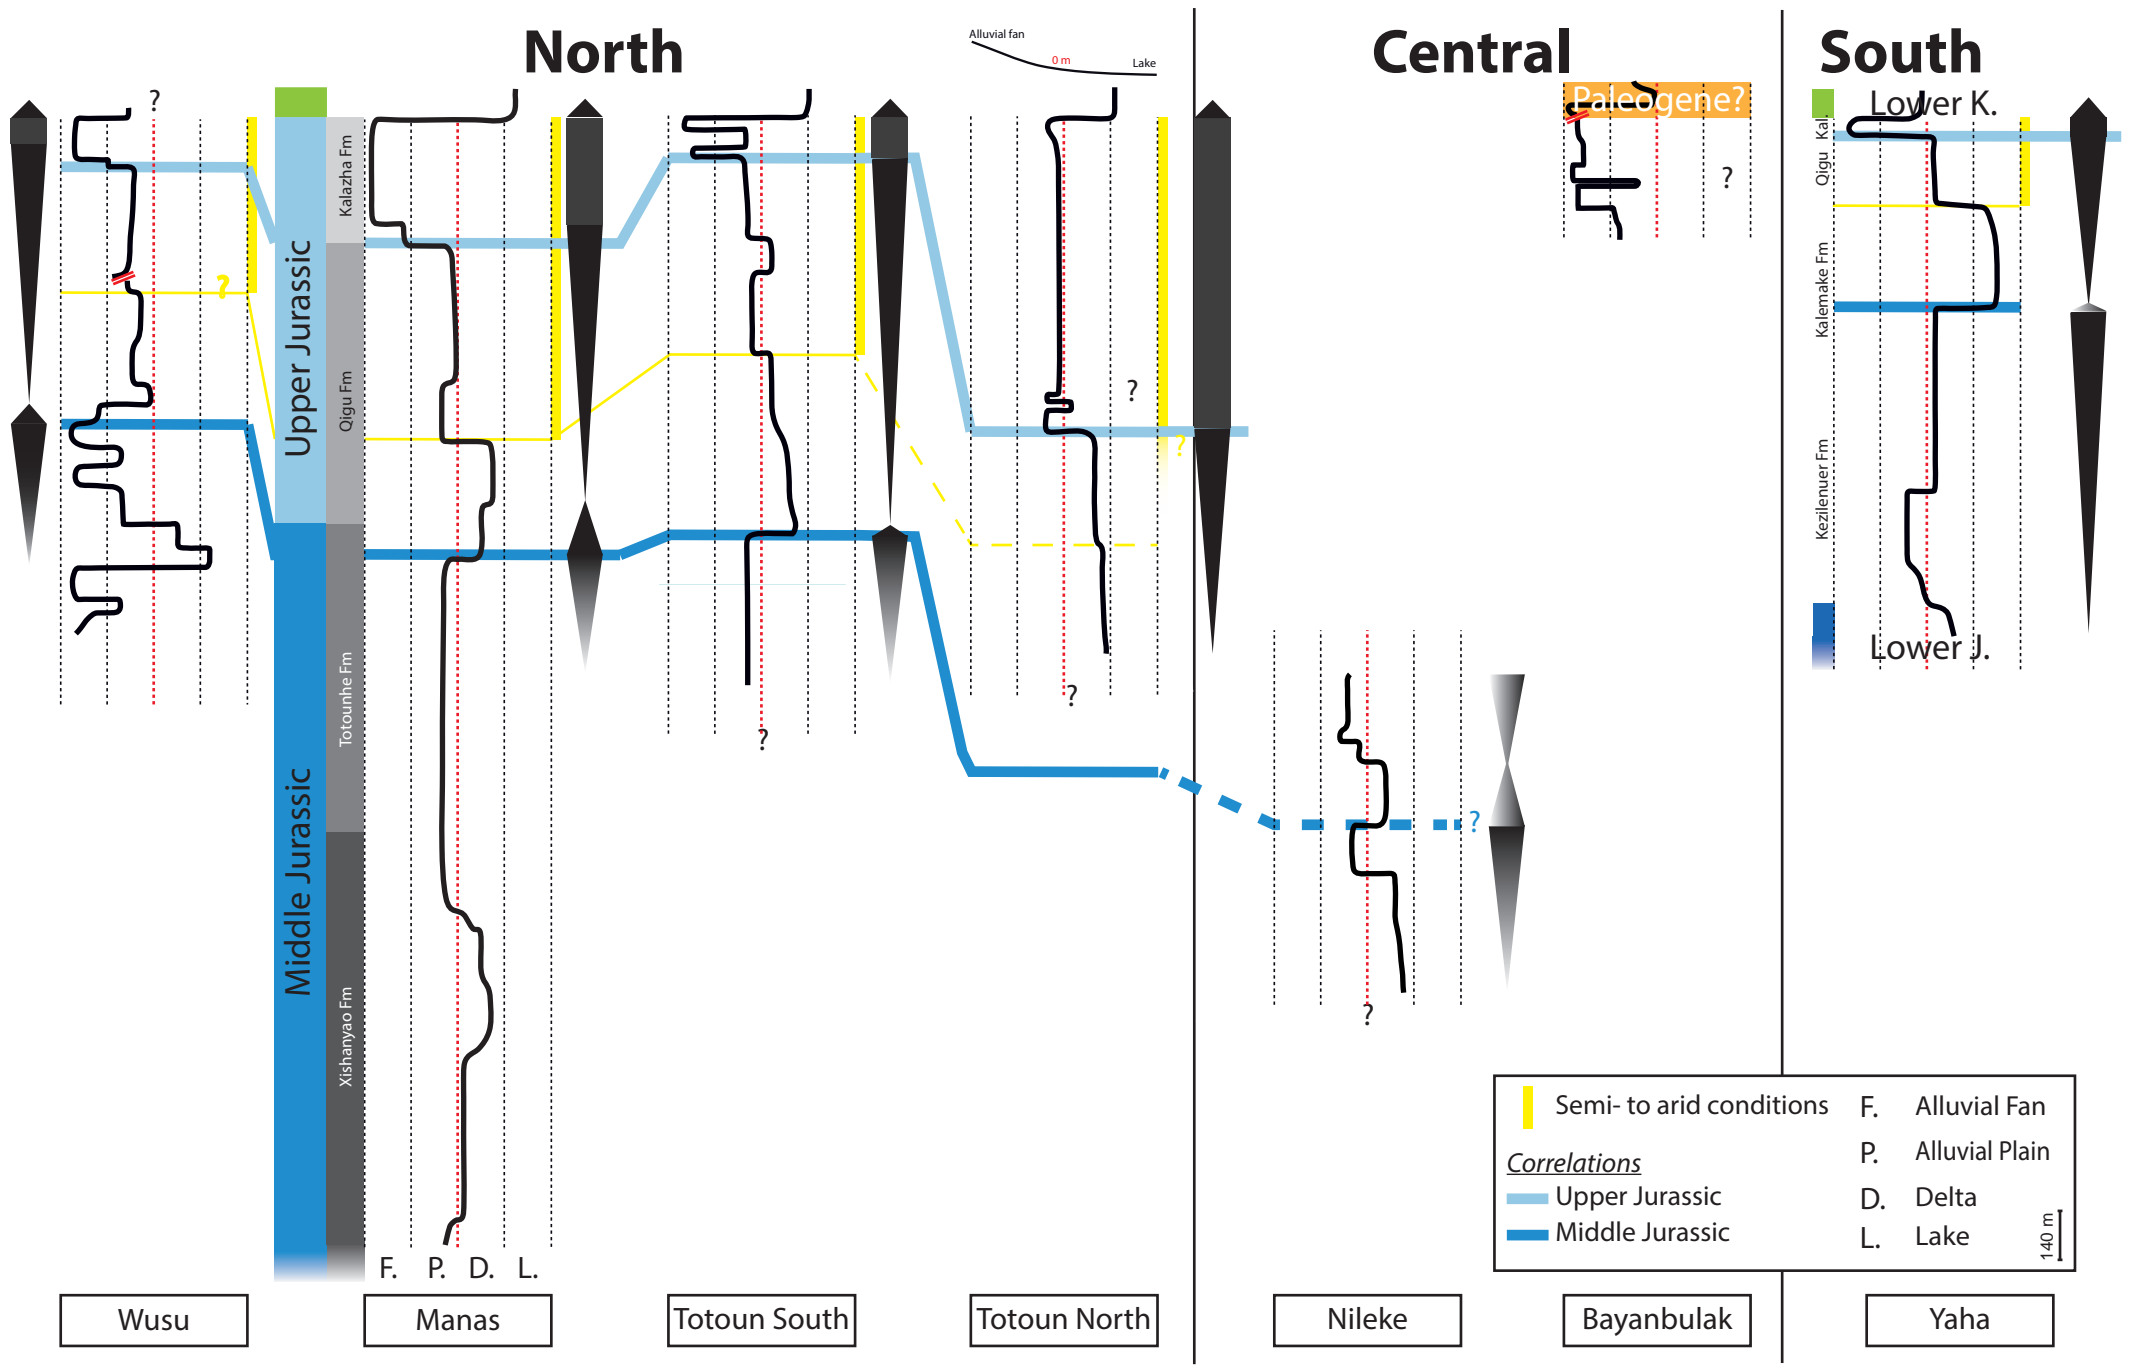 North
Central
South
Alluvial fan
0 m
Lake
?
Paleogene?
Lower K.
Kal.
Qigu
Kalemake Fm
Kezilenuer Fm
Lower J.
Upper Jurassic
Middle Jurassic
Kalazha Fm
Qigu Fm
Totounhe Fm
Xishanyao Fm
?
?
?
?
?
?
?
?
?
F. P. D. L.
Semi- to arid conditions
Correlations
Upper Jurassic
Middle Jurassic
F. Alluvial Fan
P. Alluvial Plain
D. Delta
L. Lake
140 m
Wusu
Manas
Totoun South
Totoun North
Nileke
Bayanbulak
Yaha